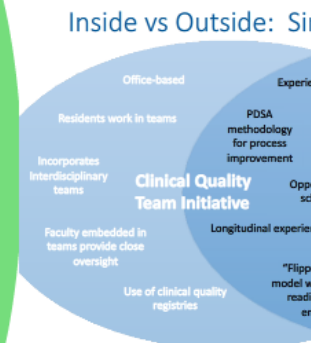 Inside vs Outside: Si
Office-based
Residents work in teams
Incorporates
Interdisciplinary
teams
Clinical Quality
Team Initiative
Faculty embedded in
teams provide close
oversight
Use of clinical quality
registries
Experie
PDSA
methodology
for process
improvement
Oppo
sc
Longitudinal experie
"Flipp
model w
readi
en